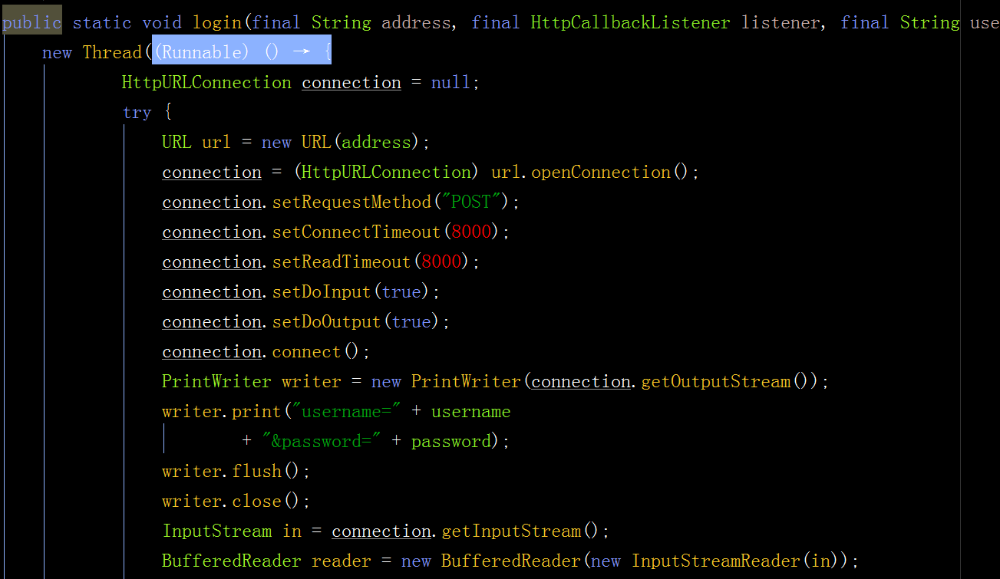 public static void login(final String address, final HttpCallbackListener listener, final String use
new Thread((Runnable) () → {
HttpURLConnection connection = null;
try {
URL url = new URL(address);
connection = (HttpURLConnection) url.openConnection();
connection.setRequestMethod("POST");
connection.setConnectTimeout(8000);
connection.setReadTimeout(8000);
connection.setDoInput(true);
connection.setDoOutput(true);
connection.connect();
PrintWriter writer = new PrintWriter(connection.getOutputStream());
writer.print("username=" + username
+ "&password=" + password);
writer.flush();
writer.close();
InputStream in = connection.getInputStream();
BufferedReader reader = new BufferedReader(new InputStreamReader(in));